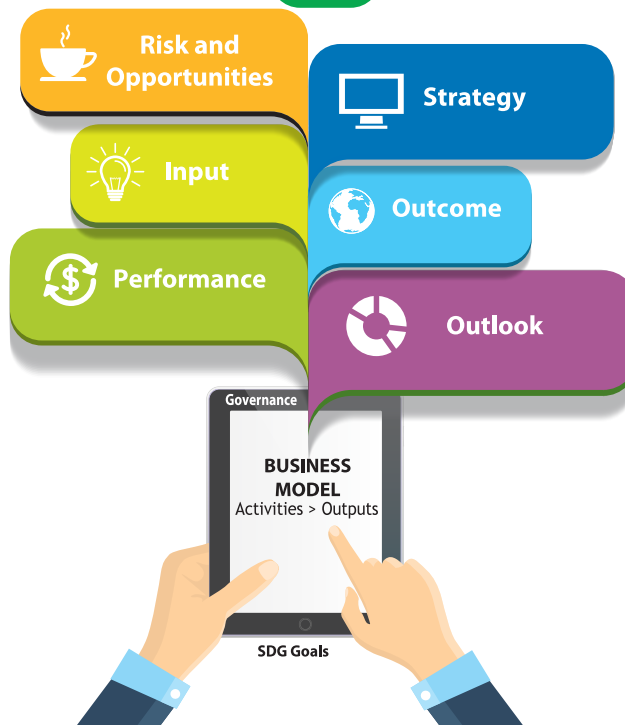 Risk and
Opportunities
Strategy
Input
Outcome
Performance
$
Outlook
Governance
BUSINESS
MODEL
Activities > Outputs
SDG Goals